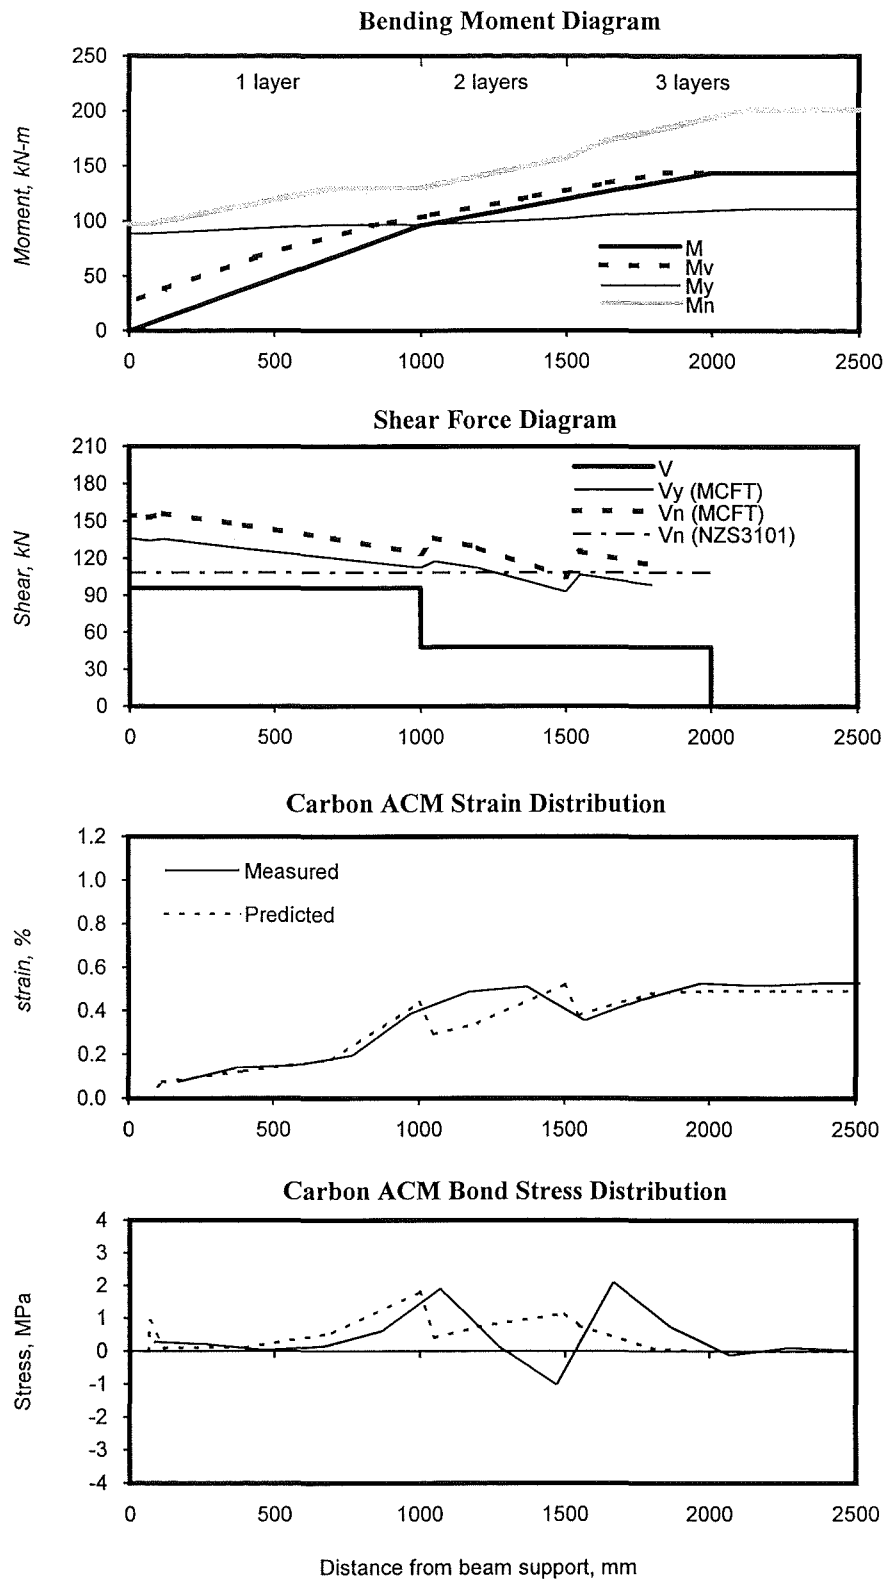 Bending Moment Diagram
250
200
150
100
50
0
Moment, kN-m
1 layer
2 layers
3 layers
M
Mv
My
Mn
0
500
1000
1500
2000
2500
Shear Force Diagram
210
180
150
120
90
60
30
0
Shear, kN
V
Vy (MCFT)
Vn (MCFT)
Vn (NZS3101)
0
500
1000
1500
2000
2500
Carbon ACM Strain Distribution
1.2
1.0
0.8
0.6
0.4
0.2
0.0
strain, %
Measured
Predicted
0
500
1000
1500
2000
2500
Carbon ACM Bond Stress Distribution
4
3
2
1
0
-1
-2
-3
-4
Stress, MPa
0
500
1000
1500
2000
2500
Distance from beam support, mm